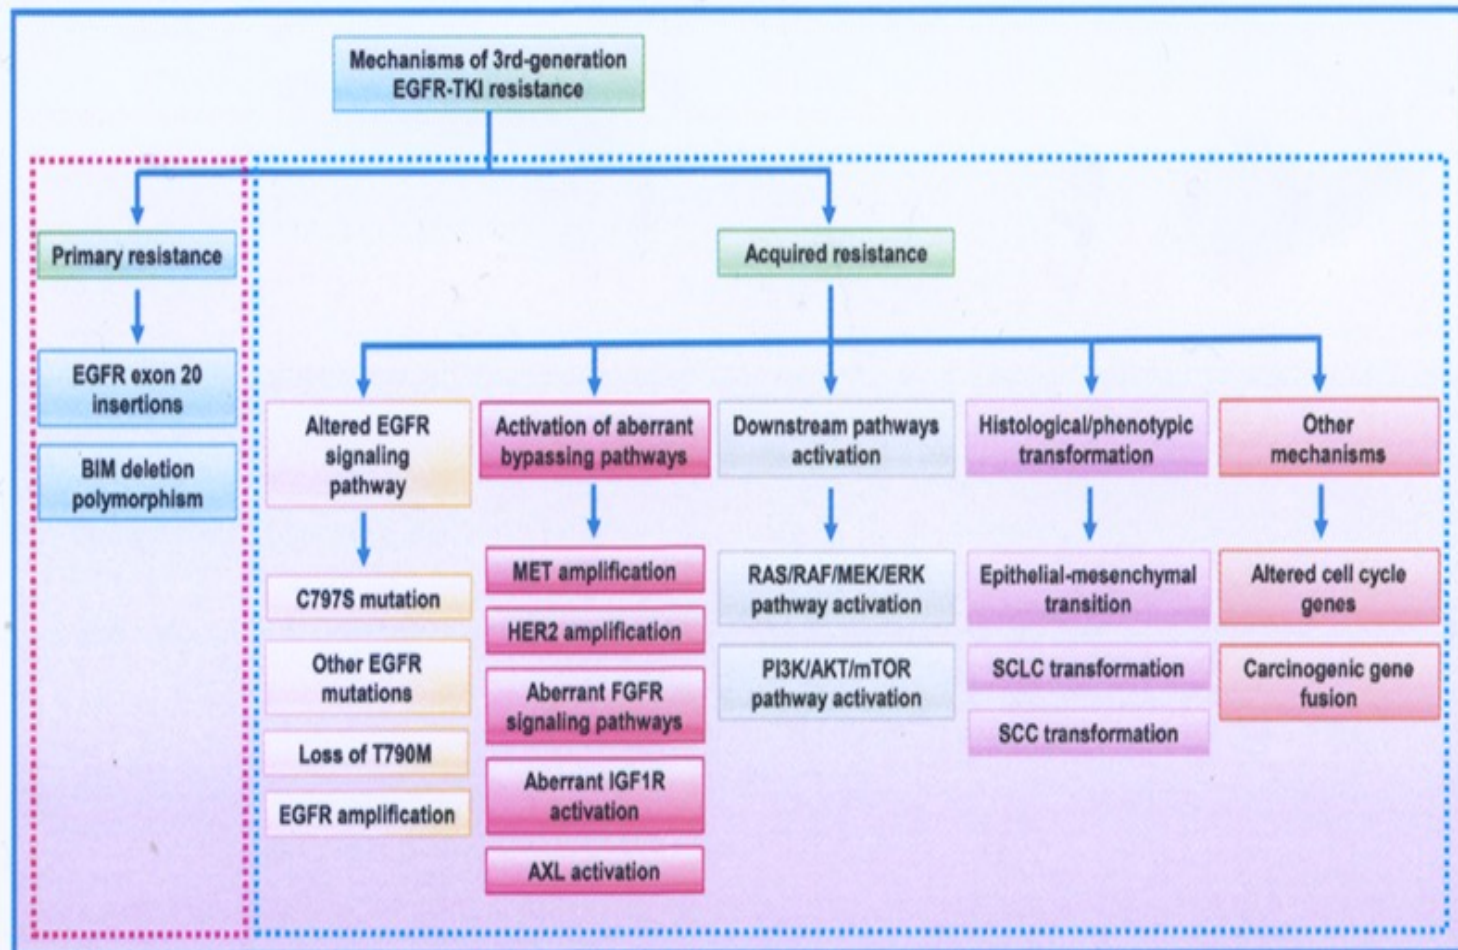 Mechanisms of 3rd-generation
EGFR-TKI resistance
Primary resistance
EGFR exon 20
insertions
BIM deletion
polymorphism
Acquired resistance
Altered EGFR
signaling
pathway
C797S mutation
Other EGFR
mutations
Loss of T790M
EGFR amplification
Activation of aberrant
bypassing pathways
MET amplification
HER2 amplification
Aberrant FGFR
signaling pathways
Aberrant IGF1R
activation
AXL activation
Downstream pathways
activation
RAS/RAF/MEK/ERK
pathway activation
PI3K/AKT/mTOR
pathway activation
Histological/phenotypic
transformation
Epithelial-mesenchymal
transition
SCLC transformation
SCC transformation
Other
mechanisms
Altered cell cycle
genes
Carcinogenic gene
fusion